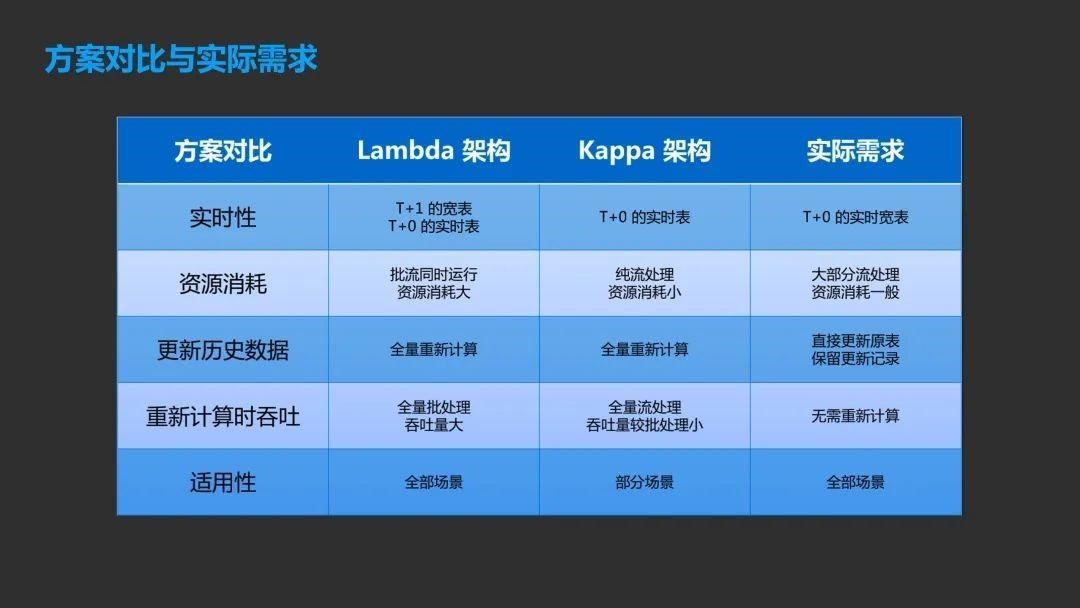 方案对比与实际需求
方案对比
Lambda 架构
Kappa 架构
实际需求
实时性
T+1 的宽表
T+0 的实时表
T+0 的实时表
T+0 的实时宽表
资源消耗
批流同时运行
资源消耗大
纯流处理
资源消耗小
大部分流处理
资源消耗一般
更新历史数据
全量重新计算
全量重新计算
直接更新原表
保留更新记录
重新计算时吞吐
全量批处理
吞吐量大
全量流处理
吞吐量较批处理小
无需重新计算
适用性
全部场景
部分场景
全部场景